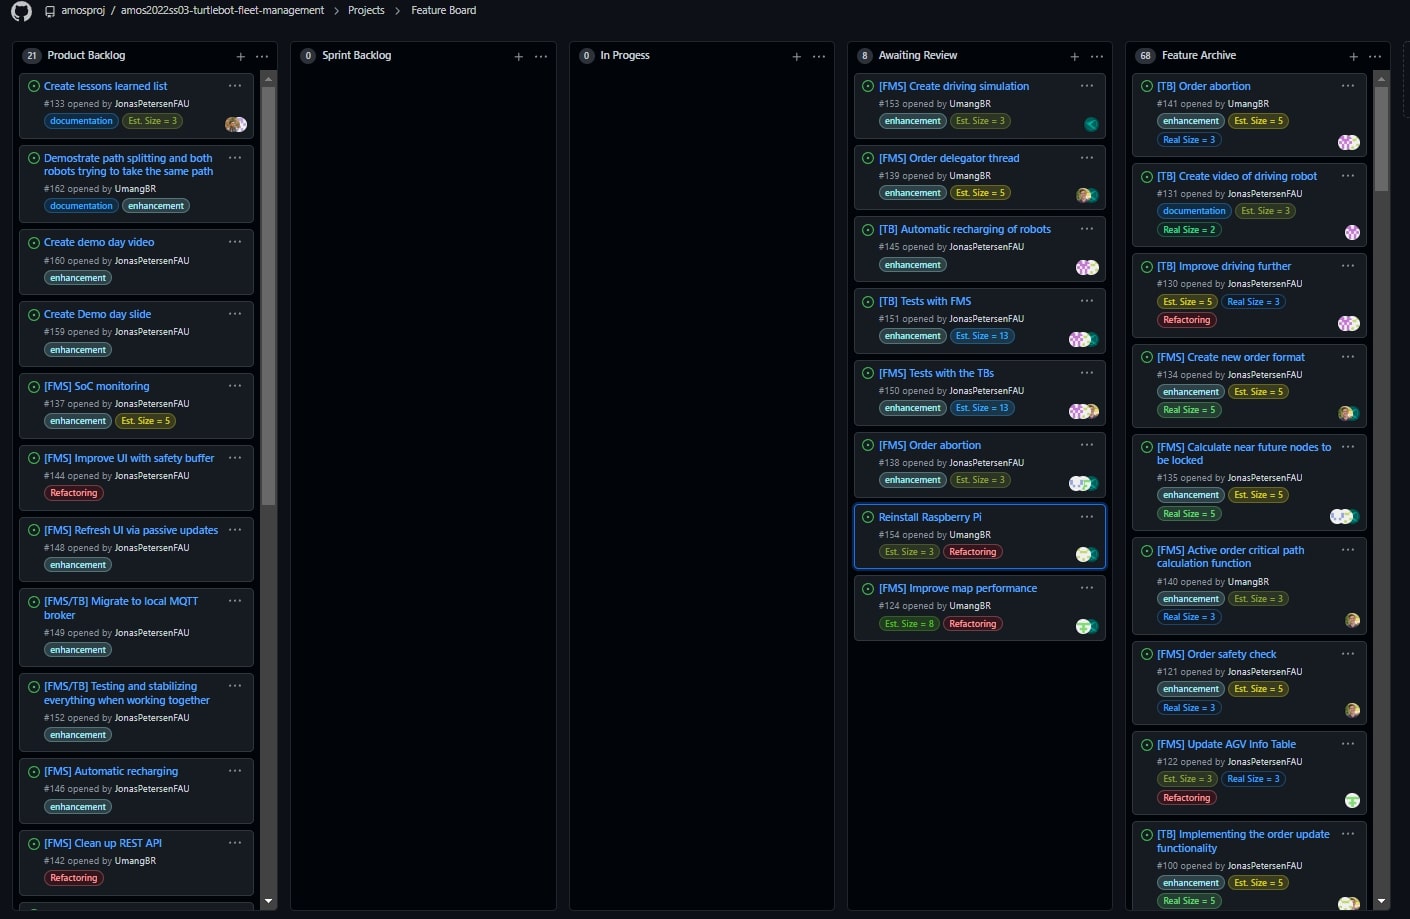 amosproj / amos2022ss03-turtlebot-fleet-management > Projects > Feature Board
21 Product Backlog
Create lessons learned list
#133 opened by JonasPetersenFAU
documentation Est. Size = 3
Demostrate path splitting and both
robots trying to take the same path
#162 opened by UmangBR
documentation enhancement
Create demo day video
#160 opened by JonasPetersenFAU
enhancement
Create Demo day slide
#159 opened by JonasPetersenFAU
enhancement
[FMS] SoC monitoring
#137 opened by JonasPetersenFAU
enhancement Est. Size = 5
[FMS] Improve UI with safety buffer
#144 opened by JonasPetersenFAU
Refactoring
[FMS] Refresh UI via passive updates
#148 opened by JonasPetersenFAU
enhancement
[FMS/TB] Migrate to local MQTT
broker
#149 opened by JonasPetersenFAU
enhancement
[FMS/TB] Testing and stabilizing
everything when working together
#152 opened by JonasPetersenFAU
enhancement
[FMS] Automatic recharging
#146 opened by JonasPetersenFAU
enhancement
[FMS] Clean up REST API
#142 opened by UmangBR
Refactoring
0 Sprint Backlog
0 In Progess
8 Awaiting Review
[FMS] Create driving simulation
#153 opened by UmangBR
enhancement Est. Size = 3
[FMS] Order delegator thread
#139 opened by UmangBR
enhancement Est. Size = 5
[TB] Automatic recharging of robots
#145 opened by JonasPetersenFAU
enhancement
[TB] Tests with FMS
#151 opened by JonasPetersenFAU
enhancement Est. Size = 13
[FMS] Tests with the TBs
#150 opened by JonasPetersenFAU
enhancement Est. Size = 13
[FMS] Order abortion
#138 opened by JonasPetersenFAU
enhancement Est. Size = 3
Reinstall Raspberry Pi
#154 opened by UmangBR
Est. Size = 3 Refactoring
[FMS] Improve map performance
#124 opened by UmangBR
Est. Size = 8 Refactoring
68 Feature Archive
[TB] Order abortion
#141 opened by UmangBR
enhancement Est. Size = 5
Real Size = 3
[TB] Create video of driving robot
#131 opened by JonasPetersenFAU
documentation Est. Size = 3
Real Size = 2
[TB] Improve driving further
#130 opened by JonasPetersenFAU
Est. Size = 5 Real Size = 3
Refactoring
[FMS] Create new order format
#134 opened by JonasPetersenFAU
enhancement Est. Size = 5
Real Size = 5
[FMS] Calculate near future nodes to
be locked
#135 opened by JonasPetersenFAU
enhancement Est. Size = 5
Real Size = 5
[FMS] Active order critical path
calculation function
#140 opened by UmangBR
enhancement Est. Size = 3
Real Size = 3
[FMS] Order safety check
#121 opened by JonasPetersenFAU
enhancement Est. Size = 5
Real Size = 3
[FMS] Update AGV Info Table
#122 opened by JonasPetersenFAU
Est. Size = 3 Real Size = 3
Refactoring
[TB] Implementing the order update
functionality
#100 opened by JonasPetersenFAU
enhancement Est. Size = 5
Real Size = 5